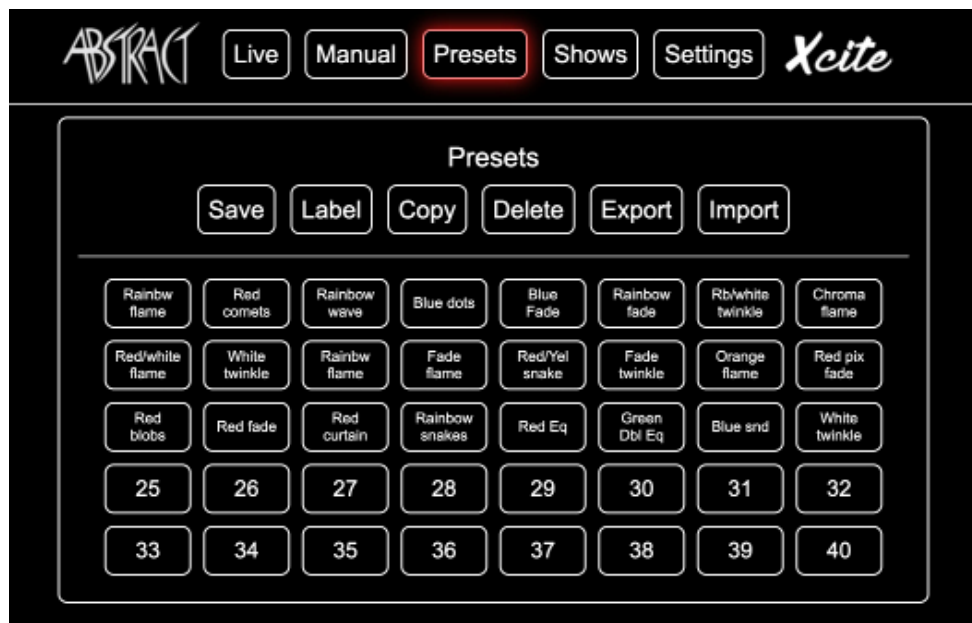 ABSTRACT Live Manual Presets Shows Settings Xcite
Presets
Save Label Copy Delete Export Import
Rainbw flame
Red comets
Rainbow wave
Blue dots
Blue Fade
Rainbow fade
Rb/white twinkle
Chroma flame
Red/white flame
White twinkle
Rainbw flame
Fade flame
Red/Yel snake
Fade twinkle
Orange flame
Red pix fade
Red blobs
Red fade
Red curtain
Rainbow snakes
Red Eq
Green Dbl Eq
Blue snd
White twinkle
25 26 27 28 29 30 31 32
33 34 35 36 37 38 39 40